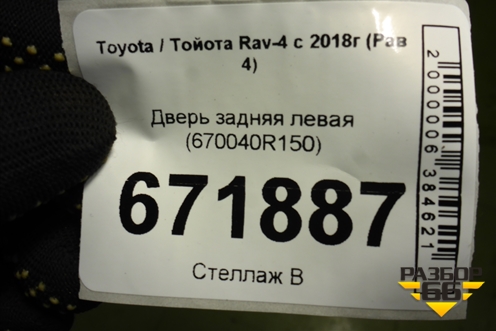 Toyota / Тойота Rav-4 с 2018г (Рав
4)
Дверь задняя левая
(670040R150)
671887
Стеллаж В
2000006384621
РАЗБОР
66